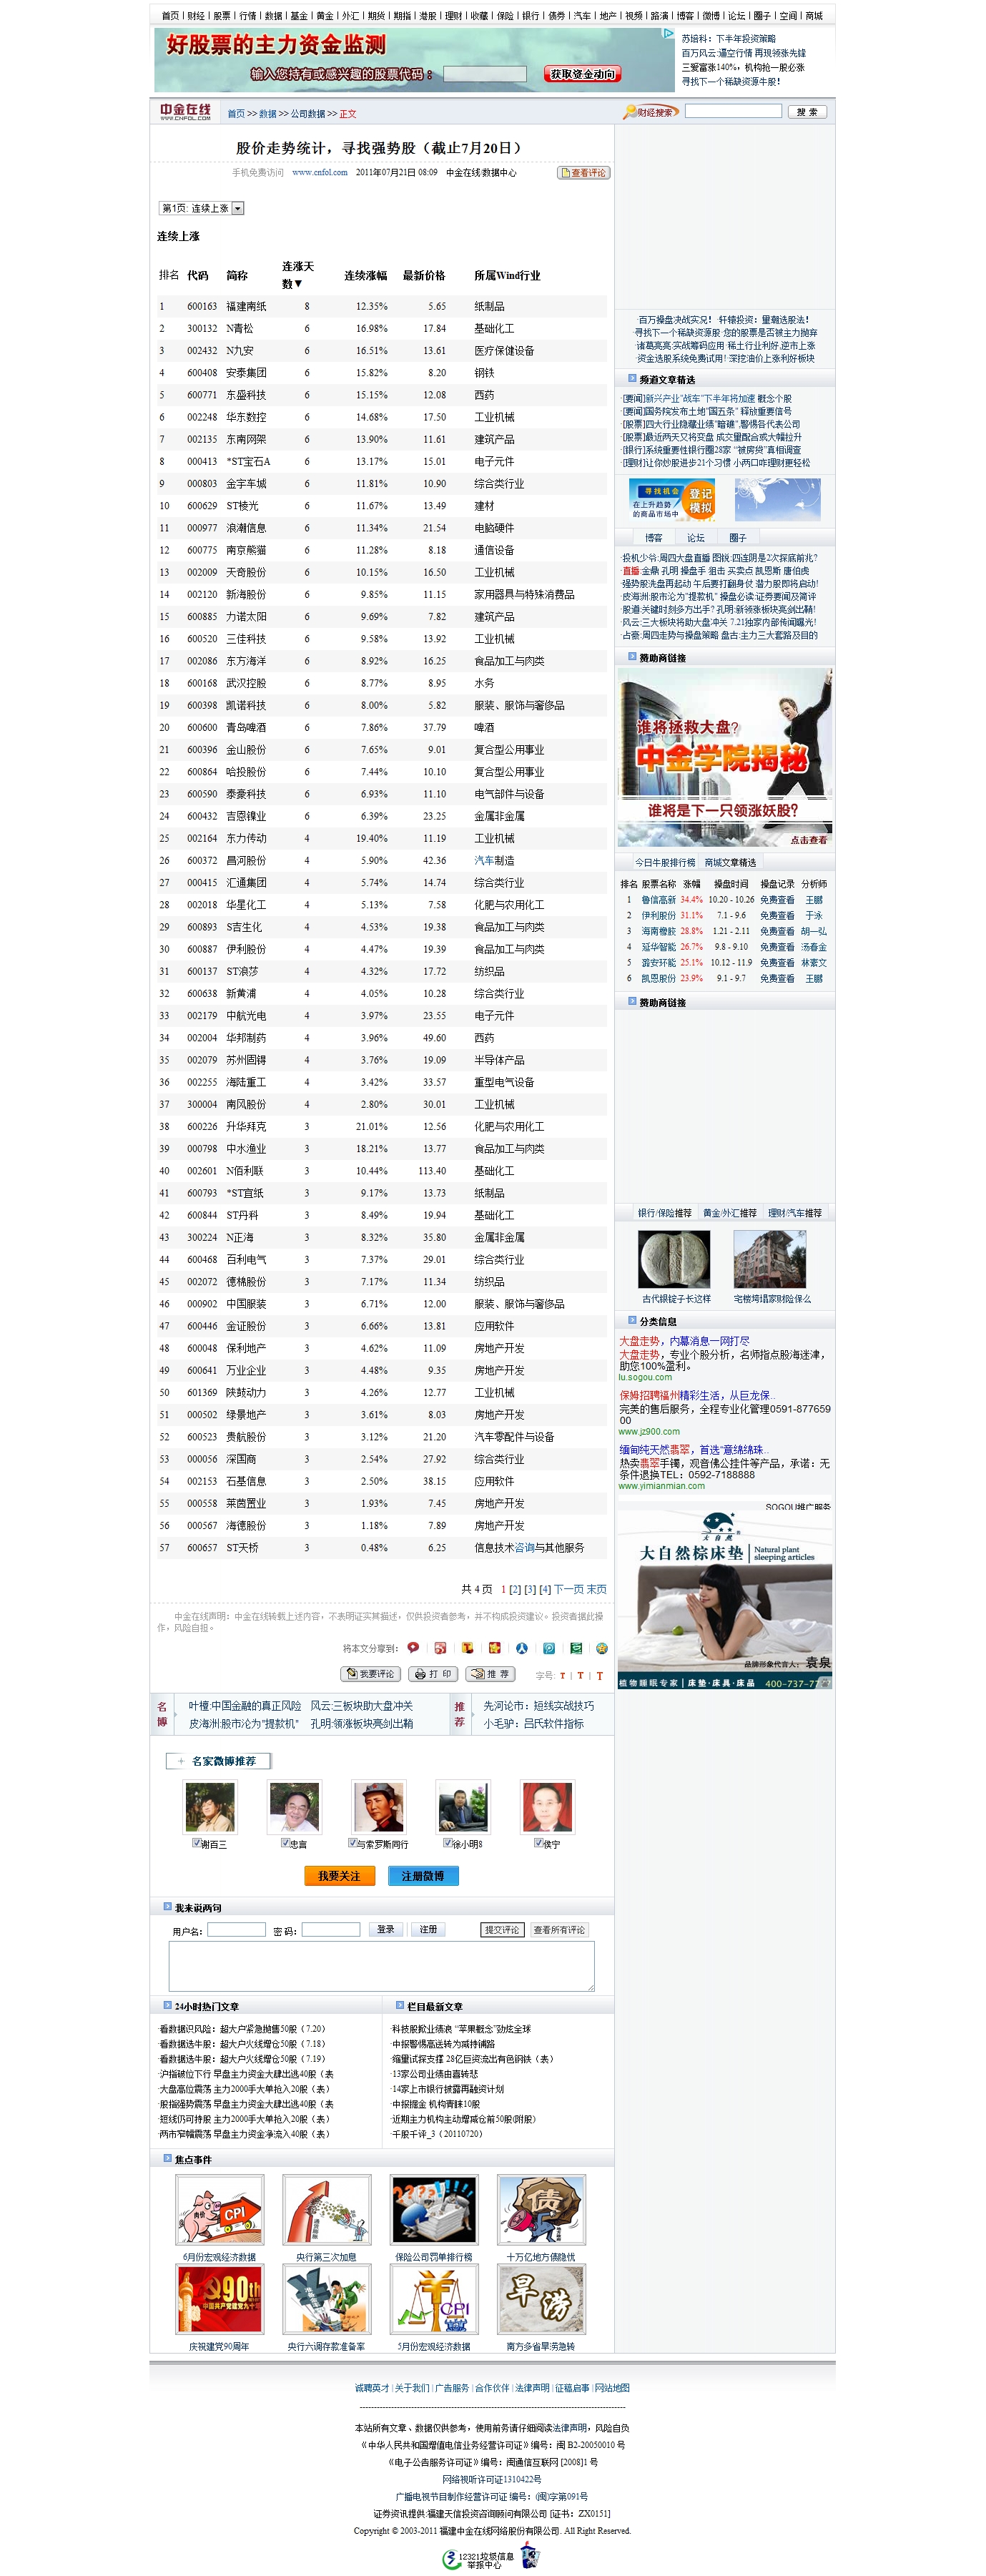 首页 | 财经 | 股票 | 行情 | 数据 | 基金 | 黄金 | 外汇 | 期货 | 期指 | 港股 | 理财 | 收藏 | 保险 | 银行 | 债券 | 汽车 | 地产 | 视频 | 路演 | 博客 | 微博 | 论坛 | 圈子 | 空间 | 商城
好股票的主力资金监测
输入您持有或感兴趣的股票代码：
获取资金动向
苏培科：下半年投资策略
百万风云:逼空行情 再现领涨先锋
三爱富涨140%，机构抢一股必涨
寻找下一个稀缺资源牛股！
中金在线
WWW.CNFOL.COM
首页 >> 数据 >> 公司数据 >> 正文
财经搜索
搜 索
股价走势统计，寻找强势股（截止7月20日）
手机免费访问 www.cnfol.com 2011年07月21日 08:09 中金在线·数据中心
查看评论
第1页: 连续上涨
连续上涨
排名 代码 简称 连涨天数▼ 连续涨幅 最新价格 所属Wind行业
1 600163 福建南纸 8 12.35% 5.65 纸制品
2 300132 N青松 6 16.98% 17.84 基础化工
3 002432 N九安 6 16.51% 13.61 医疗保健设备
4 600408 安泰集团 6 15.82% 8.20 钢铁
5 600771 东盛科技 6 15.15% 12.08 西药
6 002248 华东数控 6 14.68% 17.50 工业机械
7 002135 东南网架 6 13.90% 11.61 建筑产品
8 000413 *ST宝石A 6 13.17% 15.01 电子元件
9 000803 金宇车城 6 11.81% 10.90 综合类行业
10 600629 ST棱光 6 11.67% 13.49 建材
11 000977 浪潮信息 6 11.34% 21.54 电脑硬件
12 600775 南京熊猫 6 11.28% 8.18 通信设备
13 002009 天奇股份 6 10.15% 16.50 工业机械
14 002120 新海股份 6 9.85% 11.15 家用器具与特殊消费品
15 600885 力诺太阳 6 9.69% 7.82 建筑产品
16 600520 三佳科技 6 9.58% 13.92 工业机械
17 002086 东方海洋 6 8.92% 16.25 食品加工与肉类
18 600168 武汉控股 6 8.77% 8.95 水务
19 600398 凯诺科技 6 8.00% 5.82 服装、服饰与奢侈品
20 600600 青岛啤酒 6 7.86% 37.79 啤酒
21 600396 金山股份 6 7.65% 9.01 复合型公用事业
22 600864 哈投股份 6 7.44% 10.10 复合型公用事业
23 600590 泰豪科技 6 6.93% 11.10 电气部件与设备
24 600432 吉恩镍业 6 6.39% 23.25 金属非金属
25 002164 东力传动 4 19.40% 11.19 工业机械
26 600372 昌河股份 4 5.90% 42.36 汽车制造
27 000415 汇通集团 4 5.74% 14.74 综合类行业
28 002018 华星化工 4 5.13% 7.58 化肥与农用化工
29 600893 S吉生化 4 4.53% 19.38 食品加工与肉类
30 600887 伊利股份 4 4.47% 19.39 食品加工与肉类
31 600137 ST浪莎 4 4.32% 17.72 纺织品
32 600638 新黄浦 4 4.05% 10.28 综合类行业
33 002179 中航光电 4 3.97% 23.55 电子元件
34 002004 华邦制药 4 3.96% 49.60 西药
35 002079 苏州固锝 4 3.76% 19.09 半导体产品
36 002255 海陆重工 4 3.42% 33.57 重型电气设备
37 300004 南风股份 4 2.80% 30.01 工业机械
38 600226 升华拜克 3 21.01% 12.56 化肥与农用化工
39 000798 中水渔业 3 18.21% 13.77 食品加工与肉类
40 002601 N佰利联 3 10.44% 113.40 基础化工
41 600793 *ST宜纸 3 9.17% 13.73 纸制品
42 600844 ST丹科 3 8.49% 19.94 基础化工
43 300224 N正海 3 8.32% 35.80 金属非金属
44 600468 百利电气 3 7.37% 29.01 综合类行业
45 002072 德棉股份 3 7.17% 11.34 纺织品
46 000902 中国服装 3 6.71% 12.00 服装、服饰与奢侈品
47 600446 金证股份 3 6.66% 13.81 应用软件
48 600048 保利地产 3 4.62% 11.09 房地产开发
49 600641 万业企业 3 4.48% 9.35 房地产开发
50 601369 陕鼓动力 3 4.26% 12.77 工业机械
51 000502 绿景地产 3 3.61% 8.03 房地产开发
52 600523 贵航股份 3 3.12% 21.20 汽车零配件与设备
53 000056 深国商 3 2.54% 27.92 综合类行业
54 002153 石基信息 3 2.50% 38.15 应用软件
55 000558 莱茵置业 3 1.93% 7.45 房地产开发
56 000567 海德股份 3 1.18% 7.89 房地产开发
57 600657 ST天桥 3 0.48% 6.25 信息技术咨询与其他服务
共 4 页 1 [2] [3] [4] 下一页 末页
中金在线声明：中金在线转载上述内容，不表明证实其描述，仅供投资者参考，并不构成投资建议。投资者据此操
作，风险自担。
将本文分享到：
我要评论 打 印 推 荐 字号: T | T | T
名博
叶檀:中国金融的真正风险 风云:三板块助大盘冲关
皮海洲:股市沦为"提款机" 孔明:领涨板块亮剑出鞘
推荐
先河论市：短线实战技巧
小毛驴：吕氏软件指标
名家微博推荐
谢百三 忠言 与索罗斯同行 徐小明8 侯宁
我要关注 注册微博
我来说两句
用户名： 密 码： 登录 注册 提交评论 查看所有评论
24小时热门文章
·看数据识风险：超大户紧急抛售50股（7.20）
·看数据选牛股：超大户火线增仓50股（7.18）
·看数据选牛股：超大户火线增仓50股（7.19）
·沪指破位下行 早盘主力资金大肆出逃40股（表
·大盘高位震荡 主力2000手大单抢入20股（表）
·股指强势震荡 早盘主力资金大肆出逃40股（表
·短线仍可持股 主力2000手大单抢入20股（表）
·两市窄幅震荡 早盘主力资金净流入40股（表）
栏目最新文章
·科技股掀业绩浪 "苹果概念"劲炫全球
·中报警惕高送转为减持铺路
·缩量试探支撑 28亿巨资流出有色钢铁（表）
·13家公司业绩由喜转悲
·14家上市银行披露再融资计划
·中报掘金 机构青睐10股
·近期主力机构主动增减仓前50股(附股）
·千股千评_3（20110720）
焦点事件
6月份宏观经济数据 央行第三次加息 保险公司罚单排行榜 十万亿地方债隐忧
庆祝建党90周年 央行六调存款准备率 5月份宏观经济数据 南方多省旱涝急转
·百万操盘决战实况！·轩辕投资：里觐选股法！
·寻找下一个稀缺资源股·您的股票是否被主力抛弃
·诸葛亮亮:实战筹码应用·稀土行业利好,逆市上涨
·资金选股系统免费试用！·深挖油价上涨利好板块
频道文章精选
·[要闻]新兴产业"战车"下半年将加速 概念个股
·[要闻]国务院发布土地"国五条" 释放重要信号
·[股票]四大行业隐藏业绩"暗礁",警惕各代表公司
·[股票]最近两天又将变盘 成交量配合或大幅拉升
·[银行]系统重要性银行圈28家 "被房贷"真相调查
·[理财]让你炒股进步21个习惯 小两口咋理财更轻松
寻找机会
在上升趋势
的商品市场中
登记模拟
博客 论坛 圈子
·投机少爷:周四大盘直播 图锐:四连阴是2次探底前兆?
·直播:金鼎 孔明 操盘手 狙击 买卖点 凯恩斯 唐伯虎
·强势股洗盘再起动 午后要打翻身仗 潜力股即将启动!
·皮海洲:股市沦为"提款机" 操盘必读:证券要闻及简评
·股道:关键时刻多方出手? 孔明:新领涨板块亮剑出鞘!
·风云:三大板块将助大盘冲关 7.21独家内部传闻曝光!
·占豪:周四走势与操盘策略 盘古:主力三大套路及目的
赞助商链接
谁将拯救大盘?
中金学院揭秘
谁将是下一只领涨妖股?
点击查看
今日牛股排行榜 商城文章精选
排名 股票名称 涨幅 操盘时间 操盘记录 分析师
1 鲁信高新 34.4% 10.20 - 10.26 免费查看 王鹏
2 伊利股份 31.1% 7.1 - 9.6 免费查看 于泳
3 海南橡胶 28.8% 1.21 - 2.11 免费查看 胡一弘
4 延华智能 26.7% 9.8 - 9.10 免费查看 汤春金
5 潞安环能 25.1% 10.12 - 11.9 免费查看 林素文
6 凯恩股份 23.9% 9.1 - 9.7 免费查看 王鹏
赞助商链接
银行/保险推荐 黄金/外汇推荐 理财/汽车推荐
古代银锭子长这样 宅楼垮塌家财险保么
分类信息
大盘走势，内幕消息一网打尽
大盘走势，专业个股分析，名师指点股海迷津，
助您100%盈利。
lu.sogou.com
保姆招聘福州精彩生活，从巨龙保..
完美的售后服务，全程专业化管理0591-877659
00
www.jz900.com
缅甸纯天然翡翠，首选"意绵绵珠..
热卖翡翠手镯，观音佛公挂件等产品，承诺：无
条件退换TEL：0592-7188888
www.yimianmian.com
SOGOU推广服务
大自然
大自然棕床垫 Natural plant sleeping articles
品牌形象代言人：袁泉
植物睡眠专家 | 床垫·床具·床品 400-737-77
诚聘英才 | 关于我们 | 广告服务 | 合作伙伴 | 法律声明 | 征稿启事 | 网站地图
本站所有文章、数据仅供参考，使用前务请仔细阅读法律声明，风险自负
《中华人民共和国增值电信业务经营许可证》编号：闽 B2-20050010 号
《电子公告服务许可证》编号：闽通信互联网 [2008]1 号
网络视听许可证1310422号
广播电视节目制作经营许可证 编号：(闽)字第091号
证券资讯提供:福建天信投资咨询顾问有限公司 [证书：ZX0151]
Copyright © 2003-2011 福建中金在线网络股份有限公司. All Right Reserved.
12321垃圾信息
举报中心